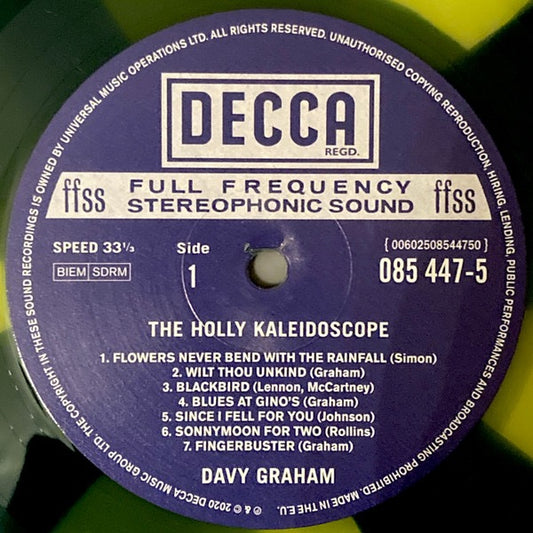 THE COPYRIGHT IN THESE SOUND RECORDINGS IS OWNED BY UNIVERSAL MUSIC OPERATIONS LTD. ALL RIGHTS RESERVED. UNAUTHORISED COPYING REPRODUCTION, HIRING, LENDING, PUBLIC PERFORMANCES AND BROADCASTING PROHIBITED. MADE IN THE E.U.
DECCA
REGD.
ffss FULL FREQUENCY STEREOPHONIC SOUND ffss
SPEED 33⅓ Side { 00602508544750 }
BIEM SDRM 1 085 447-5
THE HOLLY KALEIDOSCOPE
1. FLOWERS NEVER BEND WITH THE RAINFALL (Simon)
2. WILT THOU UNKIND (Graham)
3. BLACKBIRD (Lennon, McCartney)
4. BLUES AT GINO'S (Graham)
5. SINCE I FELL FOR YOU (Johnson)
6. SONNYMOON FOR TWO (Rollins)
7. FINGERBUSTER (Graham)
DAVY GRAHAM
℗ & © 2020 DECCA MUSIC GROUP LTD.